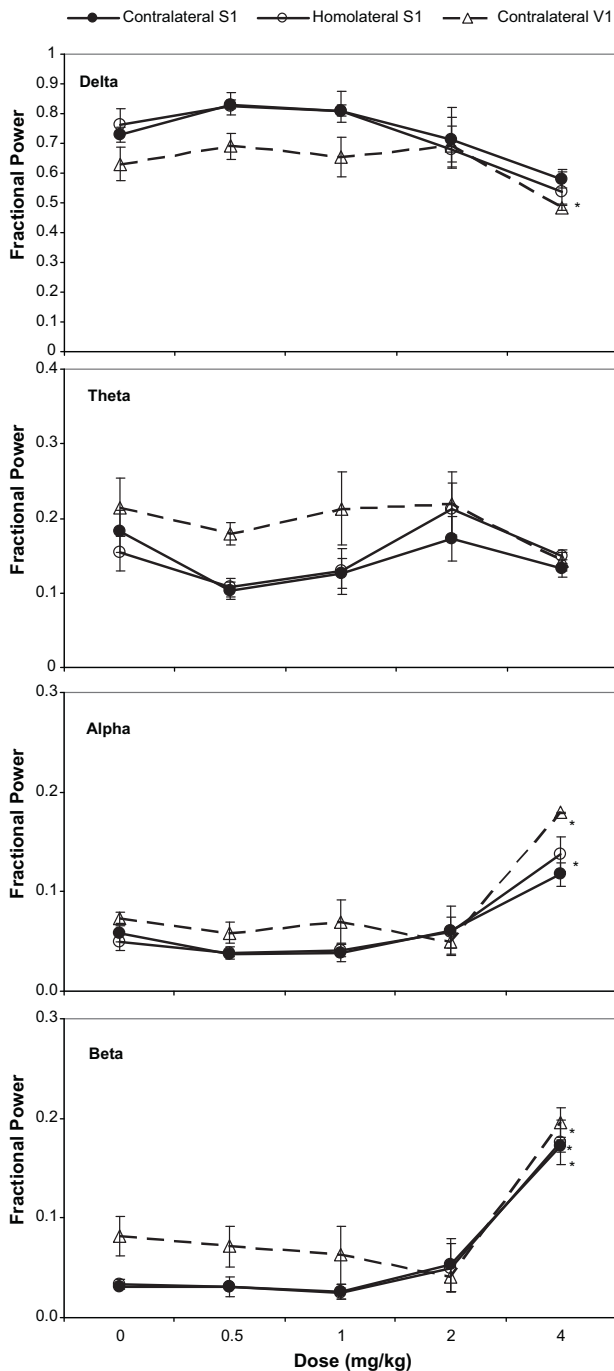 Contralateral S1 Homolateral S1 Contralateral V1
1
Delta
0.9
0.8
0.7
0.6
0.5
0.4
0.3
0.2
0.1
0
Fractional Power
*
0.4
Theta
0.3
0.2
0.1
0
Fractional Power
0.3
Alpha
0.2
0.1
0.0
Fractional Power
*
*
0.3
Beta
0.2
0.1
0.0
Fractional Power
*
*
*
0 0.5 1 2 4
Dose (mg/kg)